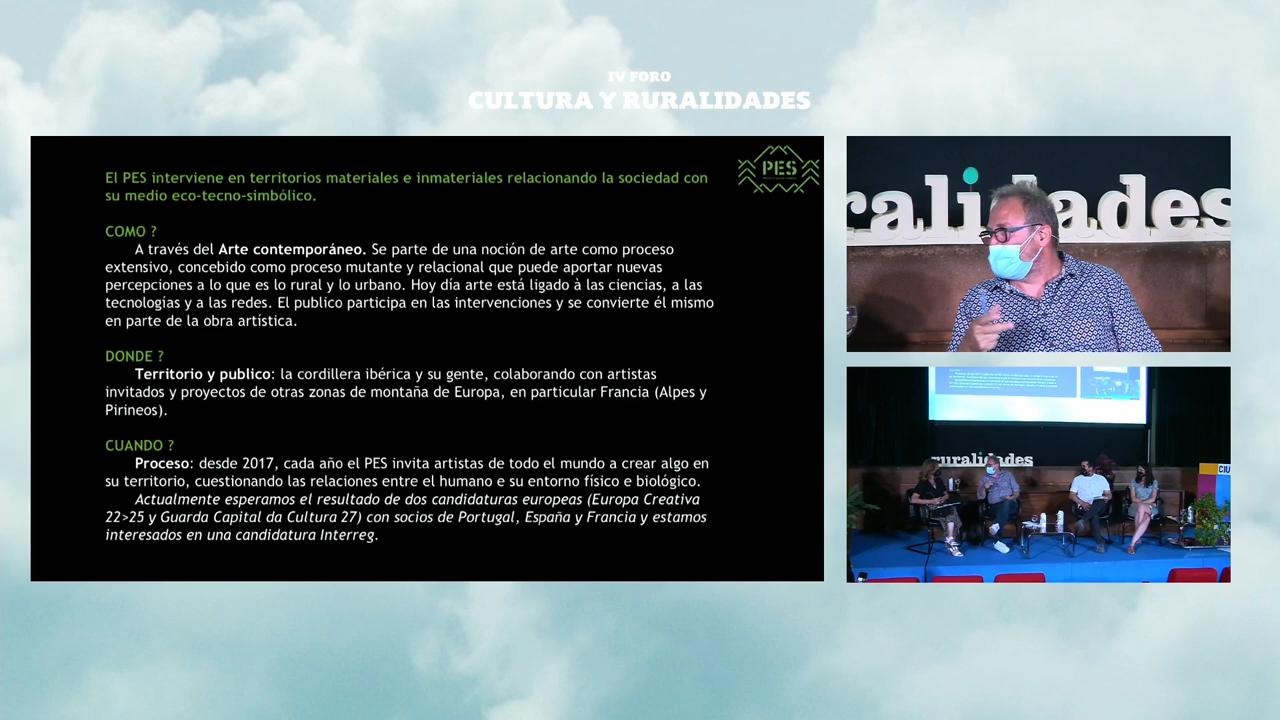 IV FORO
CULTURA Y RURALIDADES
PES
El PES interviene en territorios materiales e inmateriales relacionando la sociedad con
su medio eco-tecno-simbólico.
COMO ?
A través del Arte contemporáneo. Se parte de una noción de arte como proceso
extensivo, concebido como proceso mutante y relacional que puede aportar nuevas
percepciones a lo que es lo rural y lo urbano. Hoy día arte está ligado à las ciencias, a las
tecnologías y a las redes. El publico participa en las intervenciones y se convierte él mismo
en parte de la obra artística.
DONDE ?
Territorio y publico: la cordillera ibérica y su gente, colaborando con artistas
invitados y proyectos de otras zonas de montaña de Europa, en particular Francia (Alpes y
Pirineos).
CUANDO ?
Proceso: desde 2017, cada año el PES invita artistas de todo el mundo a crear algo en
su territorio, cuestionando las relaciones entre el humano e su entorno físico e biológico.
Actualmente esperamos el resultado de dos candidaturas europeas (Europa Creativa
22>25 y Guarda Capital da Cultura 27) con socios de Portugal, España y Francia y estamos
interesados en una candidatura Interreg.
ralidades
ruralidades
CIU